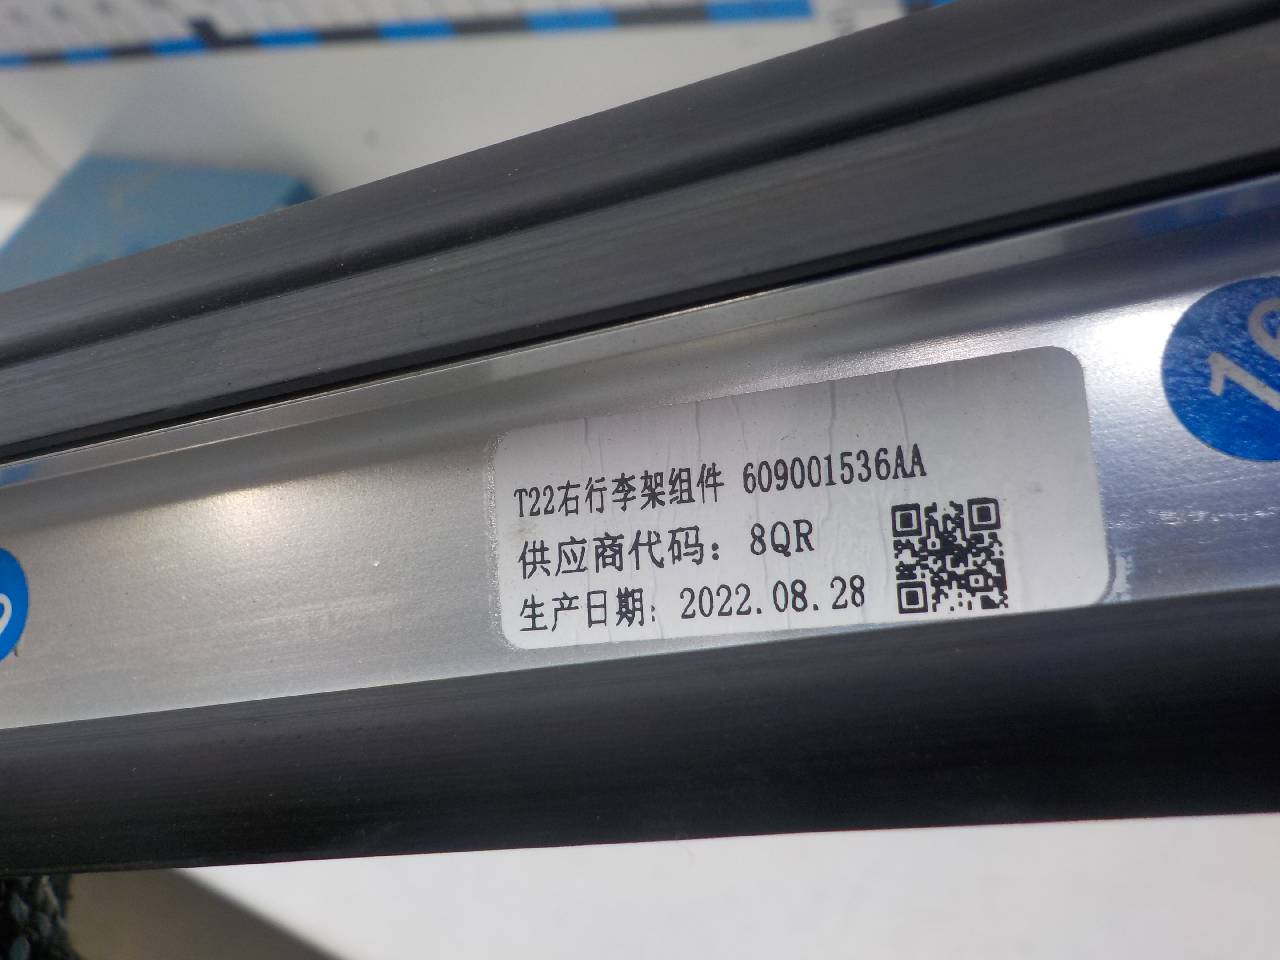 T22右行李架组件 609001536AA
供应商代码: 8QR
生产日期: 2022.08.28